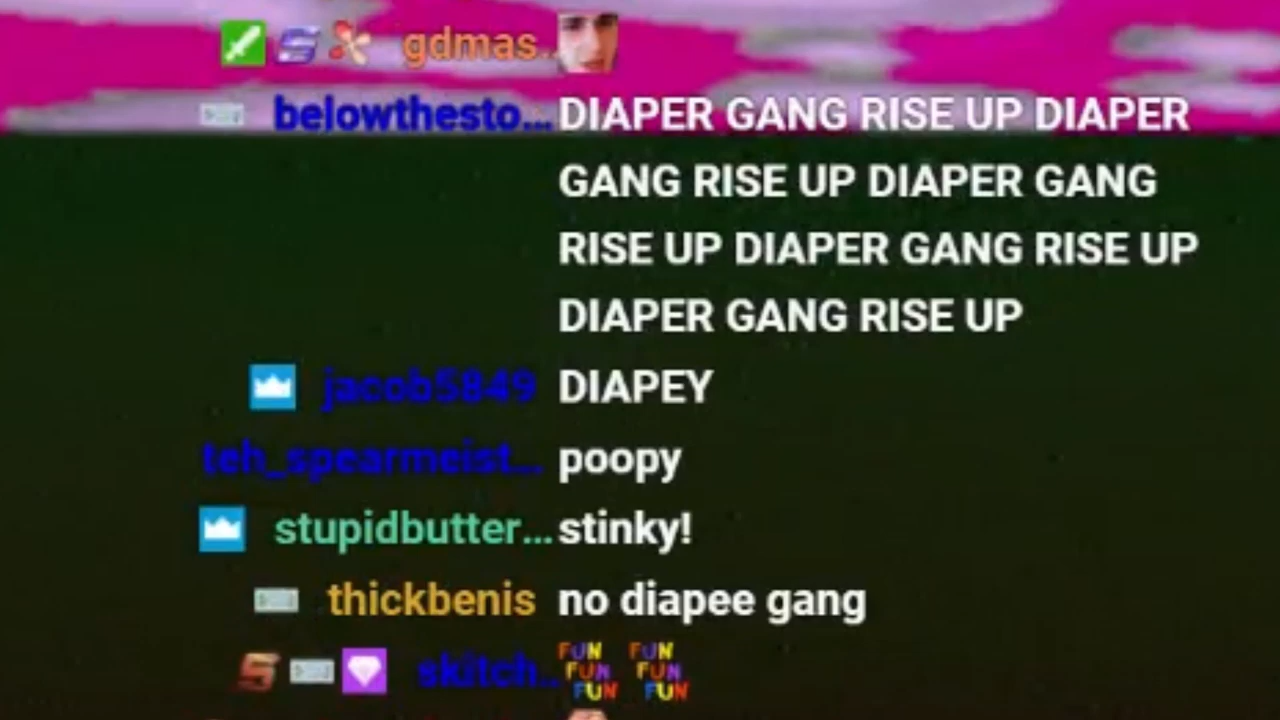 gdmas..
belowthesto... DIAPER GANG RISE UP DIAPER
GANG RISE UP DIAPER GANG
RISE UP DIAPER GANG RISE UP
DIAPER GANG RISE UP
jacob5849 DIAPEY
teh_spearmeist... poopy
stupidbutter... stinky!
thickbenis no diapee gang
skitch.. FUN FUN
FUN FUN
FUN FUN